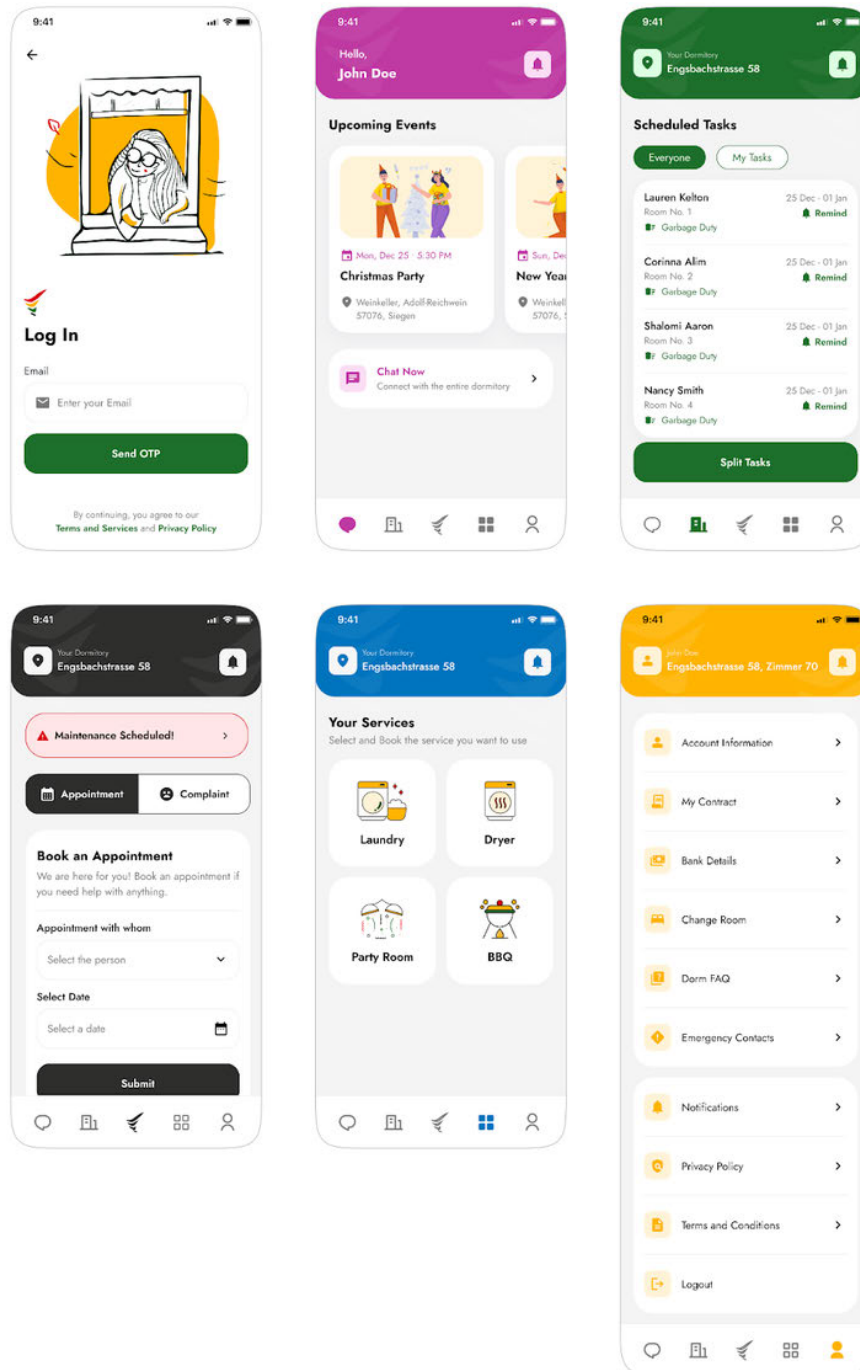 9:41
Log In
Email
Enter your Email
Send OTP
By continuing, you agree to our
Terms and Services and Privacy Policy
9:41
Hello,
John Doe
Upcoming Events
Mon, Dec 25 · 5:30 PM
Christmas Party
Weinkeller, Adolf-Reichwein
57076, Siegen
Sun, De
New Year
Weinkell
57076, S
Chat Now
Connect with the entire dormitory
9:41
Your Dormitory
Engsbachstrasse 58
Scheduled Tasks
Everyone
My Tasks
Lauren Kelton
25 Dec - 01 Jan
Room No. 1
Remind
Garbage Duty
Corinna Alim
25 Dec - 01 Jan
Room No. 2
Remind
Garbage Duty
Shalomi Aaron
25 Dec - 01 Jan
Room No. 3
Remind
Garbage Duty
Nancy Smith
25 Dec - 01 Jan
Room No. 4
Remind
Garbage Duty
Split Tasks
9:41
Your Dormitory
Engsbachstrasse 58
Maintenance Scheduled!
Appointment
Complaint
Book an Appointment
We are here for you! Book an appointment if
you need help with anything.
Appointment with whom
Select the person
Select Date
Select a date
Submit
9:41
Your Dormitory
Engsbachstrasse 58
Your Services
Select and Book the service you want to use
Laundry
Dryer
Party Room
BBQ
9:41
John Doe
Engsbachstrasse 58, Zimmer 70
Account Information
My Contract
Bank Details
Change Room
Dorm FAQ
Emergency Contacts
Notifications
Privacy Policy
Terms and Conditions
Logout